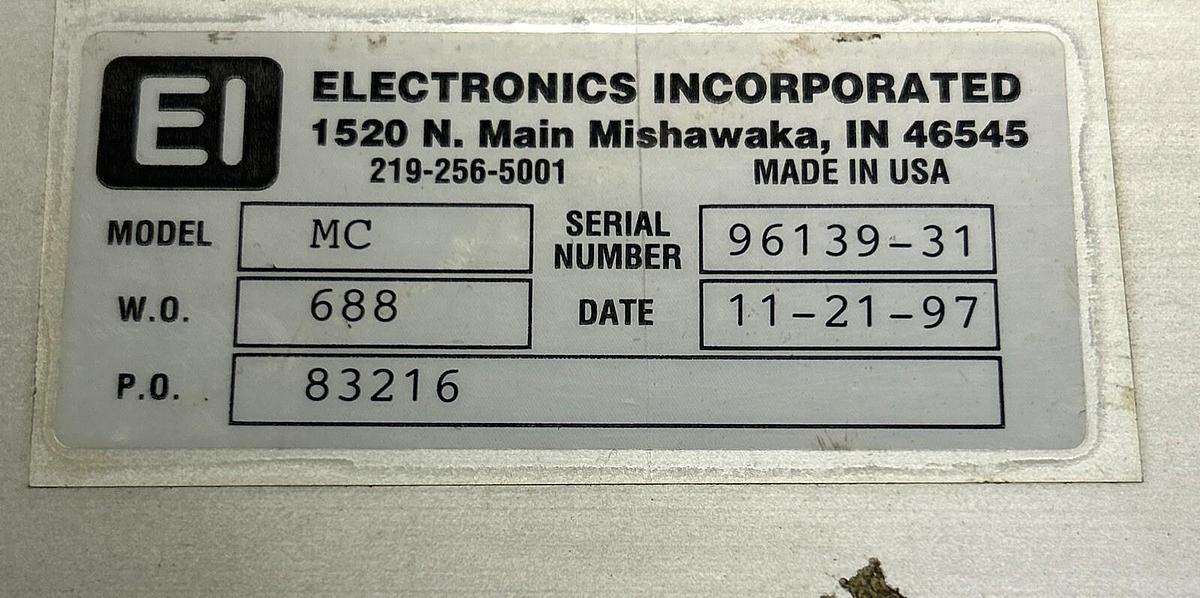 EI ELECTRONICS INCORPORATED
1520 N. Main Mishawaka, IN 46545
219-256-5001 MADE IN USA
MODEL MC SERIAL NUMBER 96139-31
W.O. 688 DATE 11-21-97
P.O. 83216